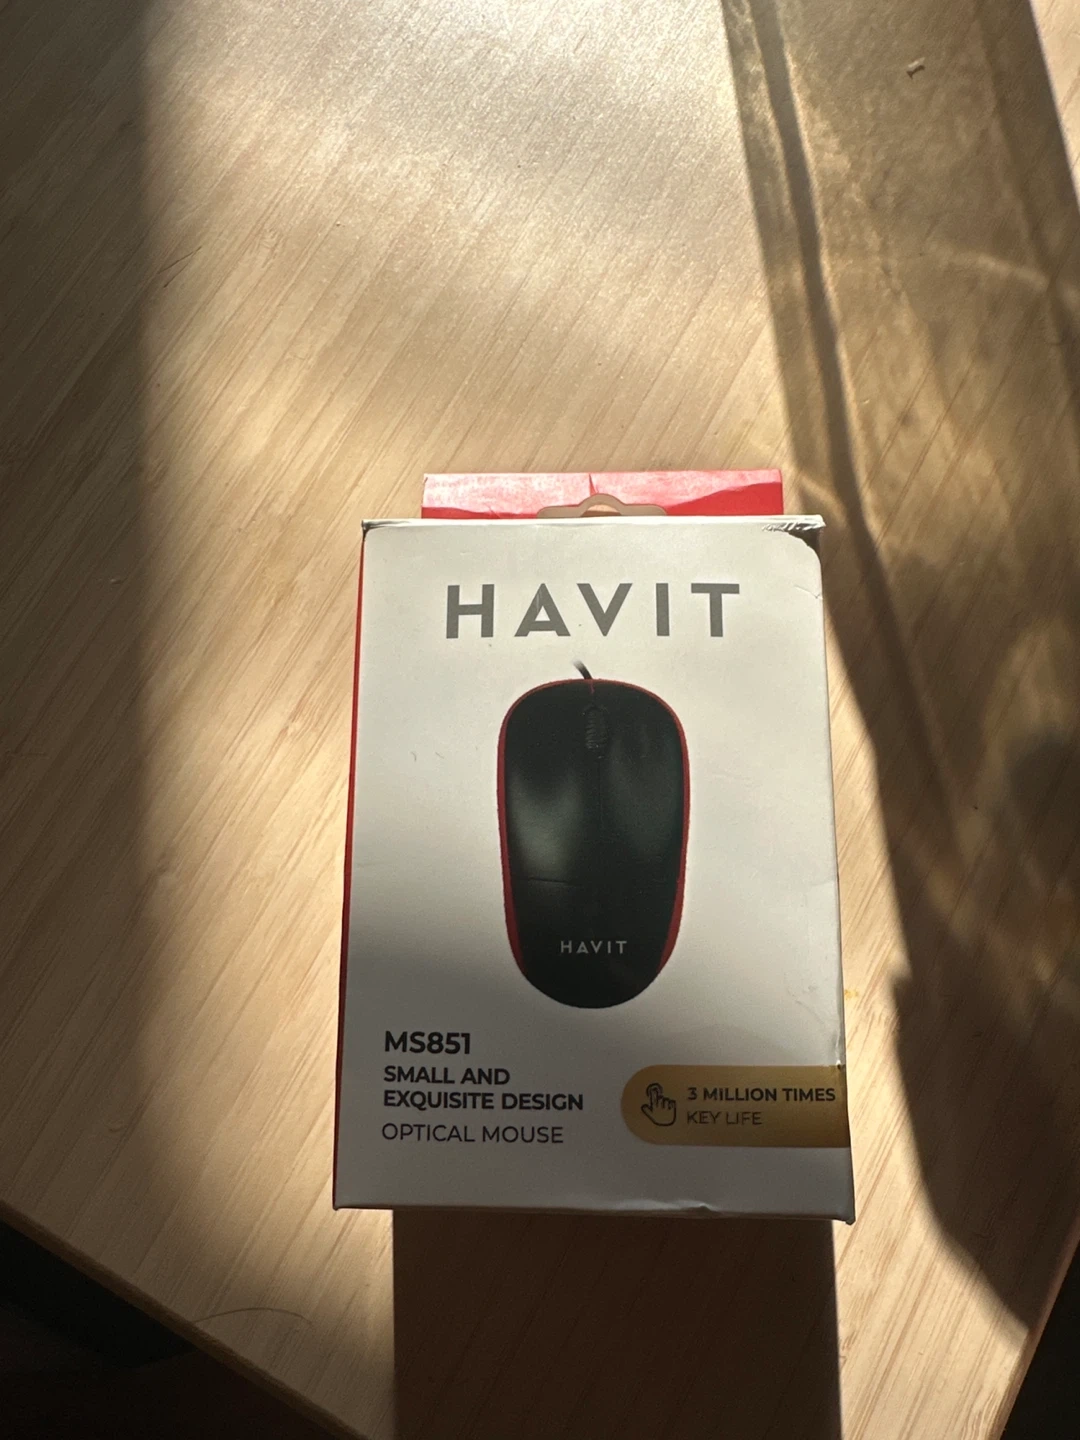 HAVIT
HAVIT
MS851
SMALL AND
EXQUISITE DESIGN
OPTICAL MOUSE
3 MILLION TIMES
KEY LIFE